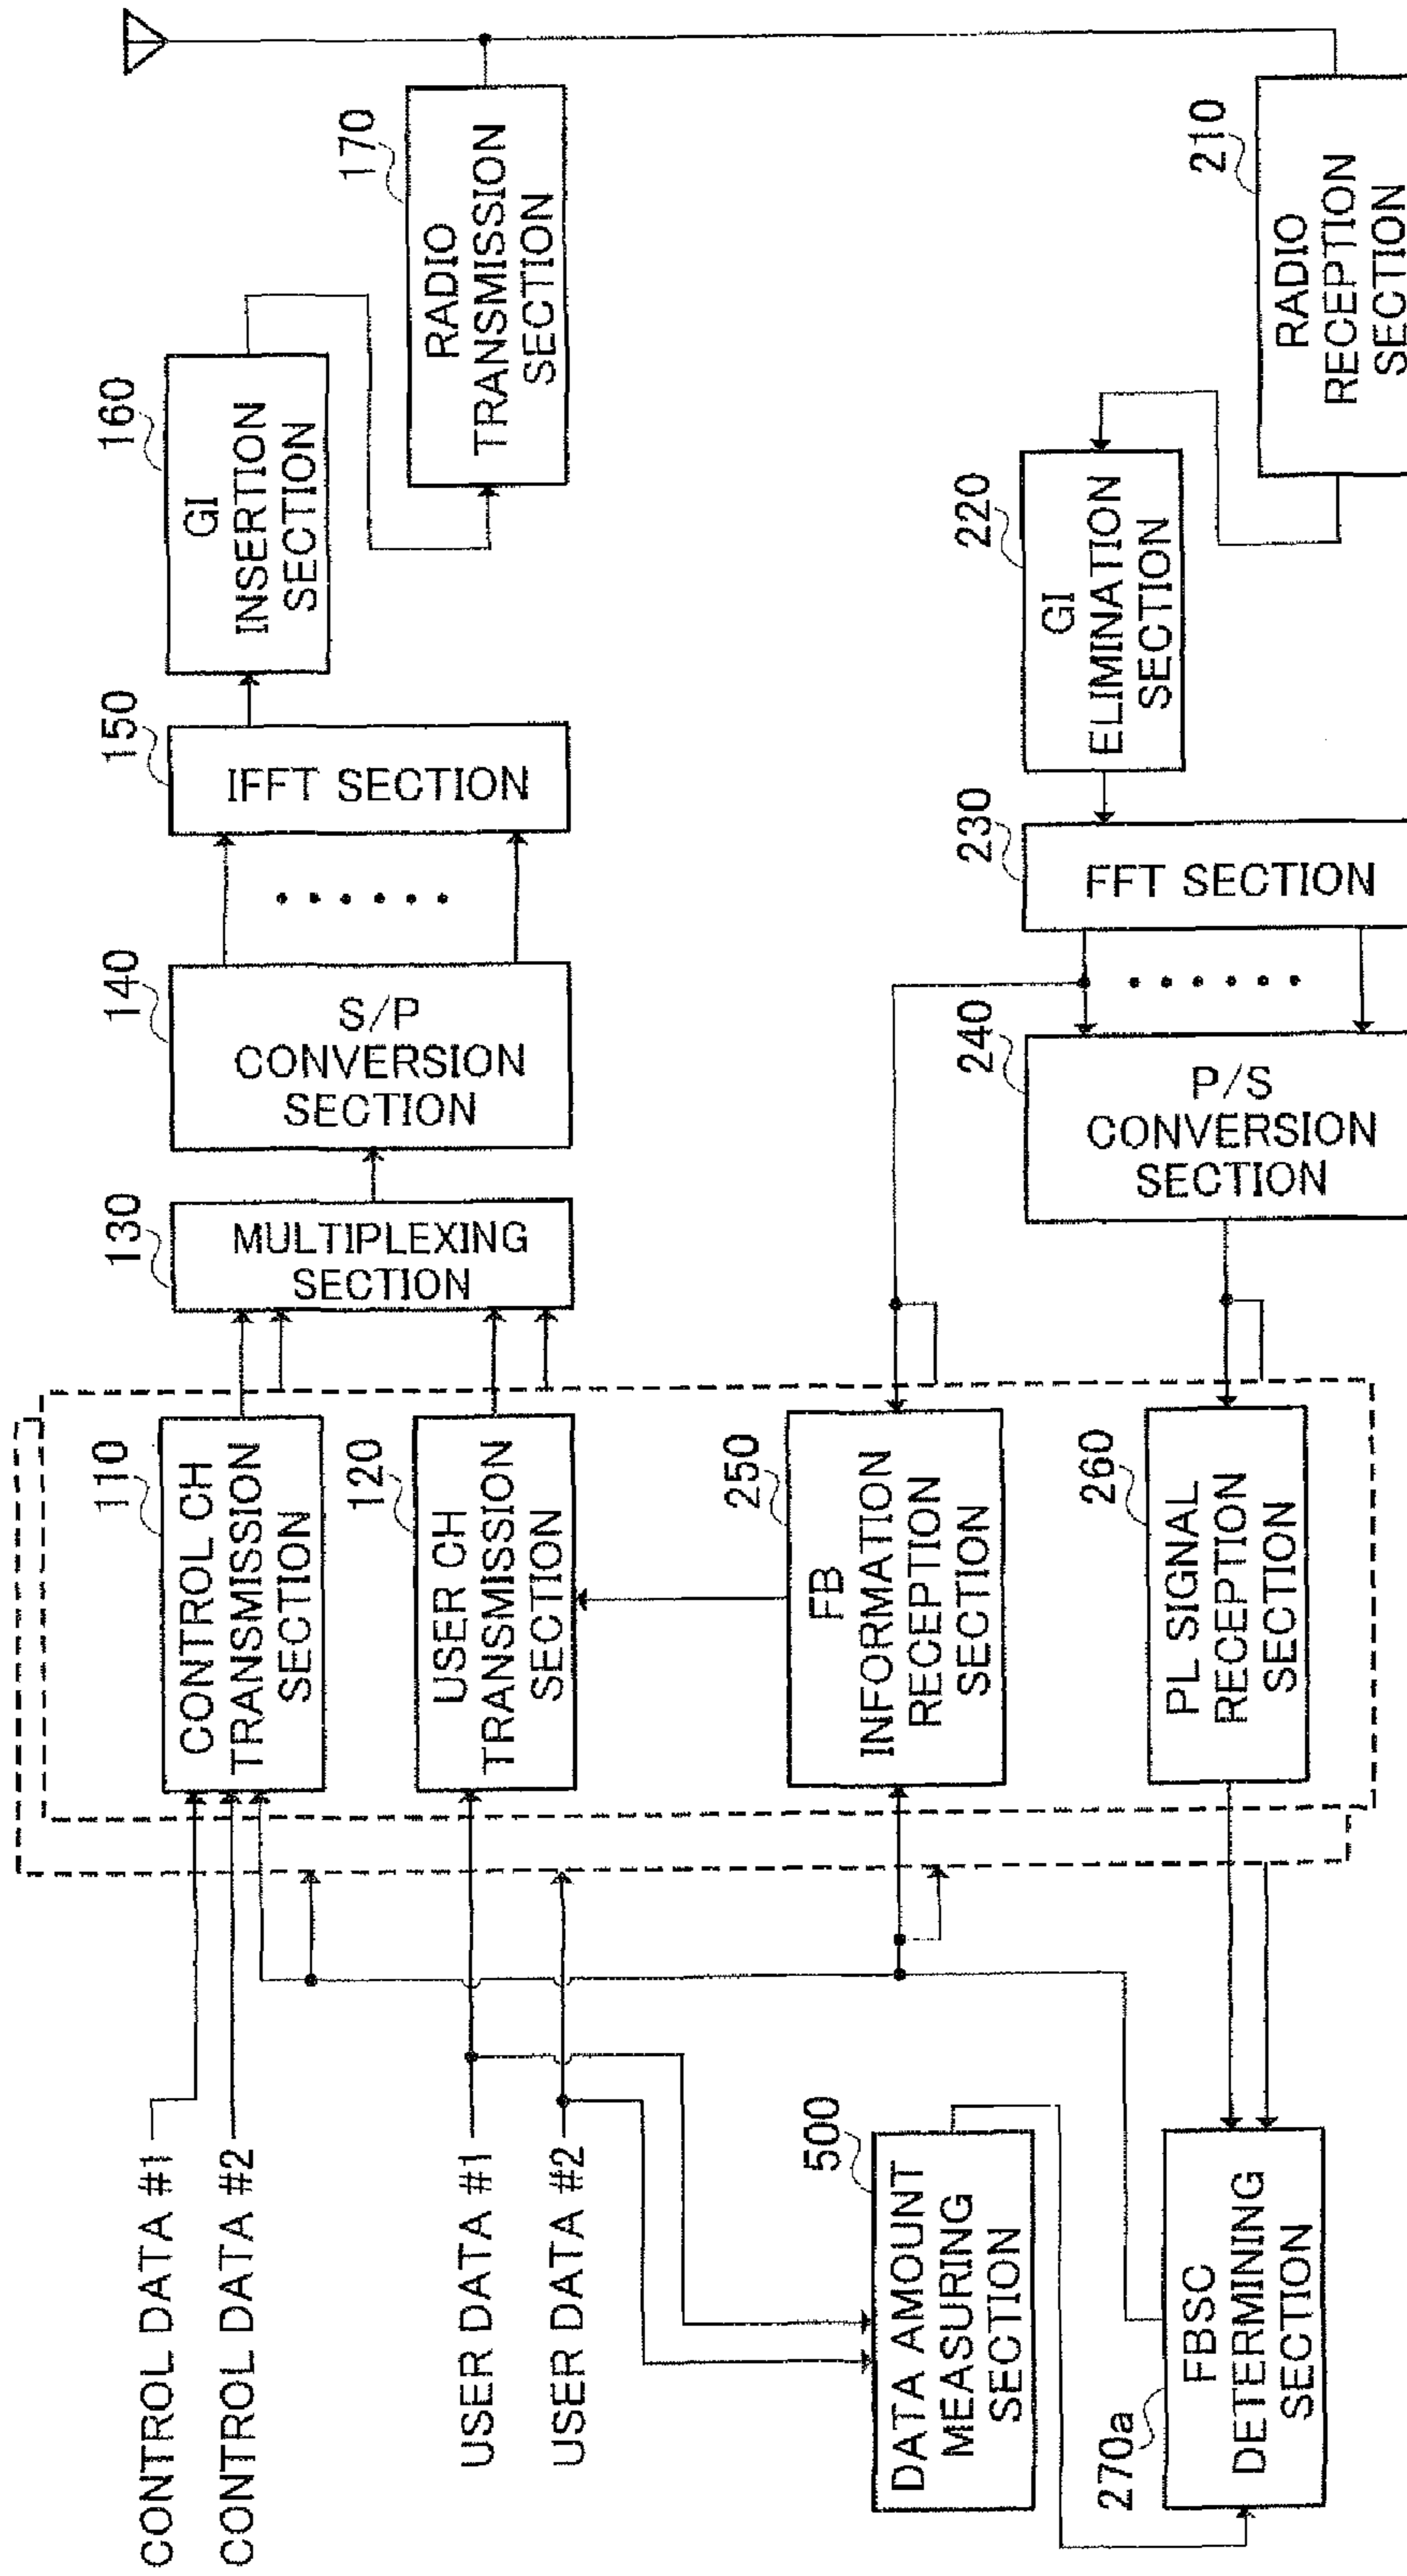 CONTROL DATA #1
CONTROL DATA #2
USER DATA #1
USER DATA #2
110
CONTROL CH
TRANSMISSION
SECTION
120
USER CH
TRANSMISSION
SECTION
130
MULTIPLEXING
SECTION
140
S/P
CONVERSION
SECTION
150
IFFT SECTION
160
GI
INSERTION
SECTION
170
RADIO
TRANSMISSION
SECTION
500
DATA AMOUNT
MEASURING
SECTION
270a
FBSC
DETERMINING
SECTION
250
FB
INFORMATION
RECEPTION
SECTION
260
PL SIGNAL
RECEPTION
SECTION
240
P/S
CONVERSION
SECTION
230
FFT SECTION
220
GI
ELIMINATION
SECTION
210
RADIO
RECEPTION
SECTION